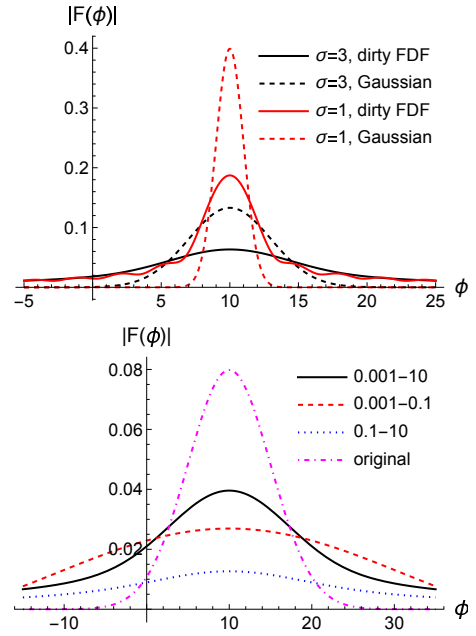 |F(ϕ)|
0.4
0.3
0.2
0.1
σ=3, dirty FDF
σ=3, Gaussian
σ=1, dirty FDF
σ=1, Gaussian
-5 5 10 15 20 25 ϕ
|F(ϕ)|
0.08
0.06
0.04
0.02
0.001-10
0.001-0.1
0.1-10
original
-10 10 20 30 ϕ